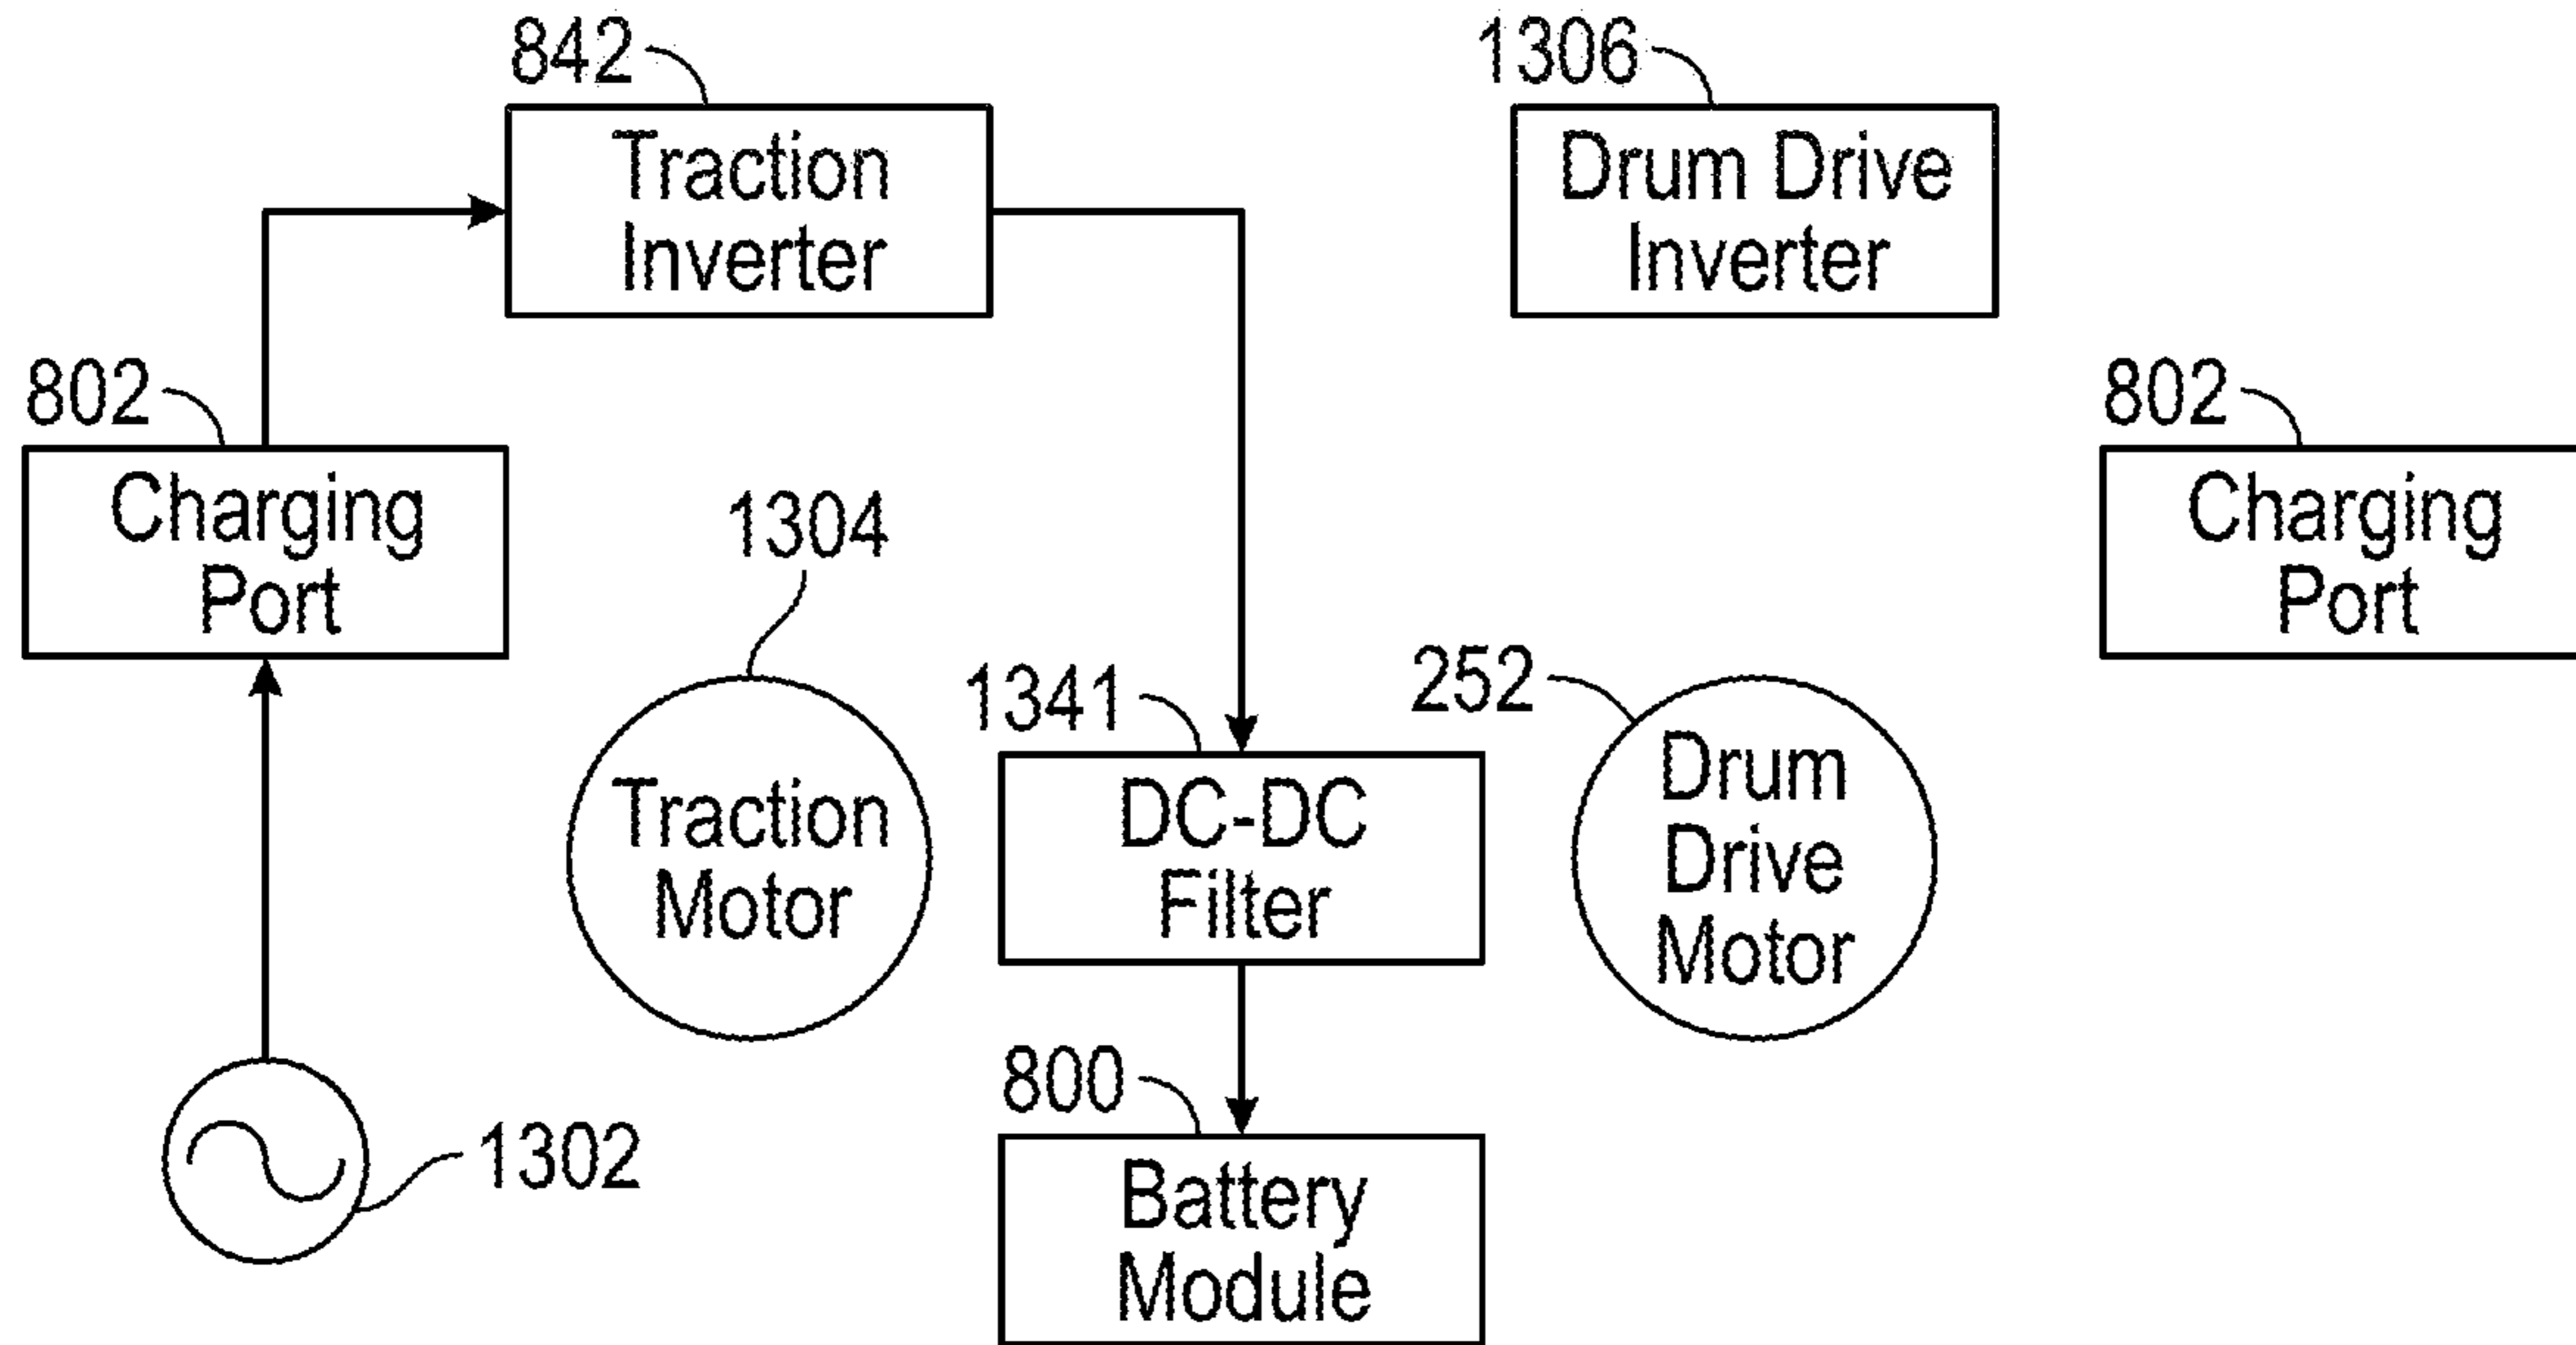 842
Traction
Inverter
1306
Drum Drive
Inverter
802
Charging
Port
802
Charging
Port
1304
Traction
Motor
1341
DC-DC
Filter
252
Drum
Drive
Motor
1302
800
Battery
Module